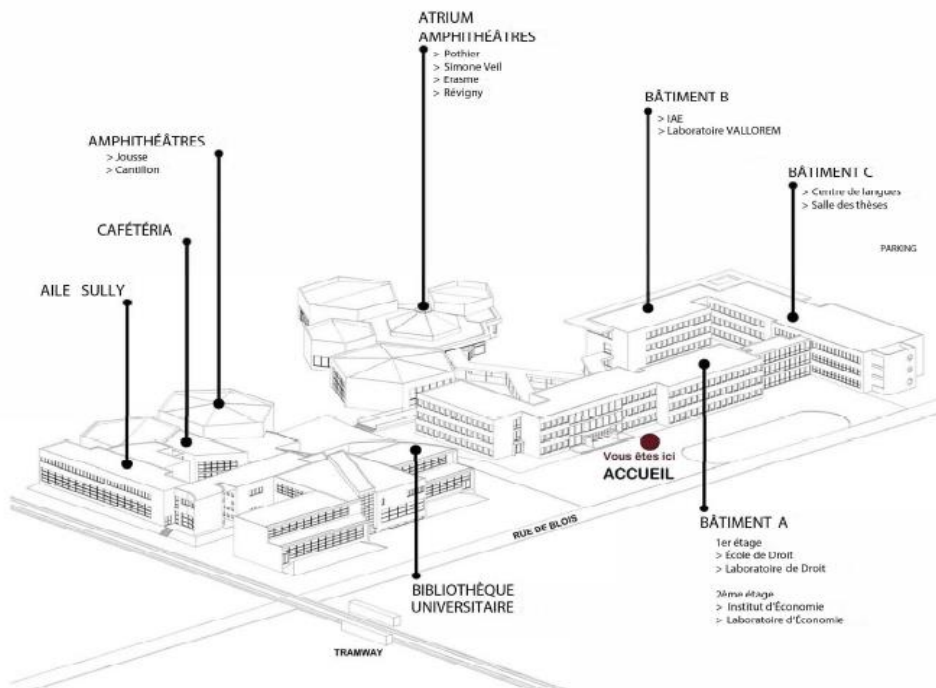 ATRIUM
AMPHITHÉÂTRES
> Pothier
> Simone Veil
> Erasme
> Révigny
BÂTIMENT B
> IAE
> Laboratoire VALLOREM
AMPHITHÉÂTRES
> Jousse
> Cantillon
BÂTIMENT C
> Centre de langues
> Salle des thèses
CAFÉTÉRIA
PARKING
AILE SULLY
Vous êtes ici
ACCUEIL
RUE DE BLOIS
BÂTIMENT A
1er étage
> École de Droit
> Laboratoire de Droit
2ème étage
> Institut d'Économie
> Laboratoire d'Économie
BIBLIOTHÈQUE
UNIVERSITAIRE
TRAMWAY